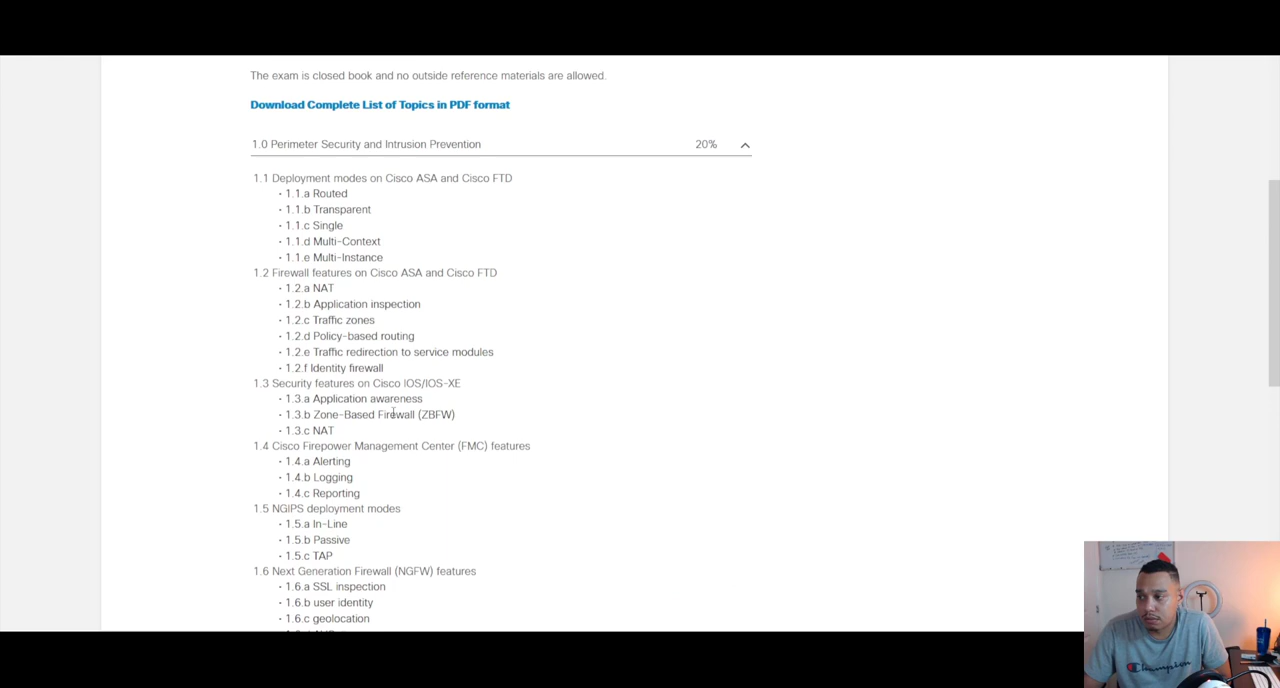 The exam is closed book and no outside reference materials are allowed.
Download Complete List of Topics in PDF format
1.0 Perimeter Security and Intrusion Prevention 20%
1.1 Deployment modes on Cisco ASA and Cisco FTD
· 1.1.a Routed
· 1.1.b Transparent
· 1.1.c Single
· 1.1.d Multi-Context
· 1.1.e Multi-Instance
1.2 Firewall features on Cisco ASA and Cisco FTD
· 1.2.a NAT
· 1.2.b Application inspection
· 1.2.c Traffic zones
· 1.2.d Policy-based routing
· 1.2.e Traffic redirection to service modules
· 1.2.f Identity firewall
1.3 Security features on Cisco IOS/IOS-XE
· 1.3.a Application awareness
· 1.3.b Zone-Based Firewall (ZBFW)
· 1.3.c NAT
1.4 Cisco Firepower Management Center (FMC) features
· 1.4.a Alerting
· 1.4.b Logging
· 1.4.c Reporting
1.5 NGIPS deployment modes
· 1.5.a In-Line
· 1.5.b Passive
· 1.5.c TAP
1.6 Next Generation Firewall (NGFW) features
· 1.6.a SSL inspection
· 1.6.b user identity
· 1.6.c geolocation
Champion